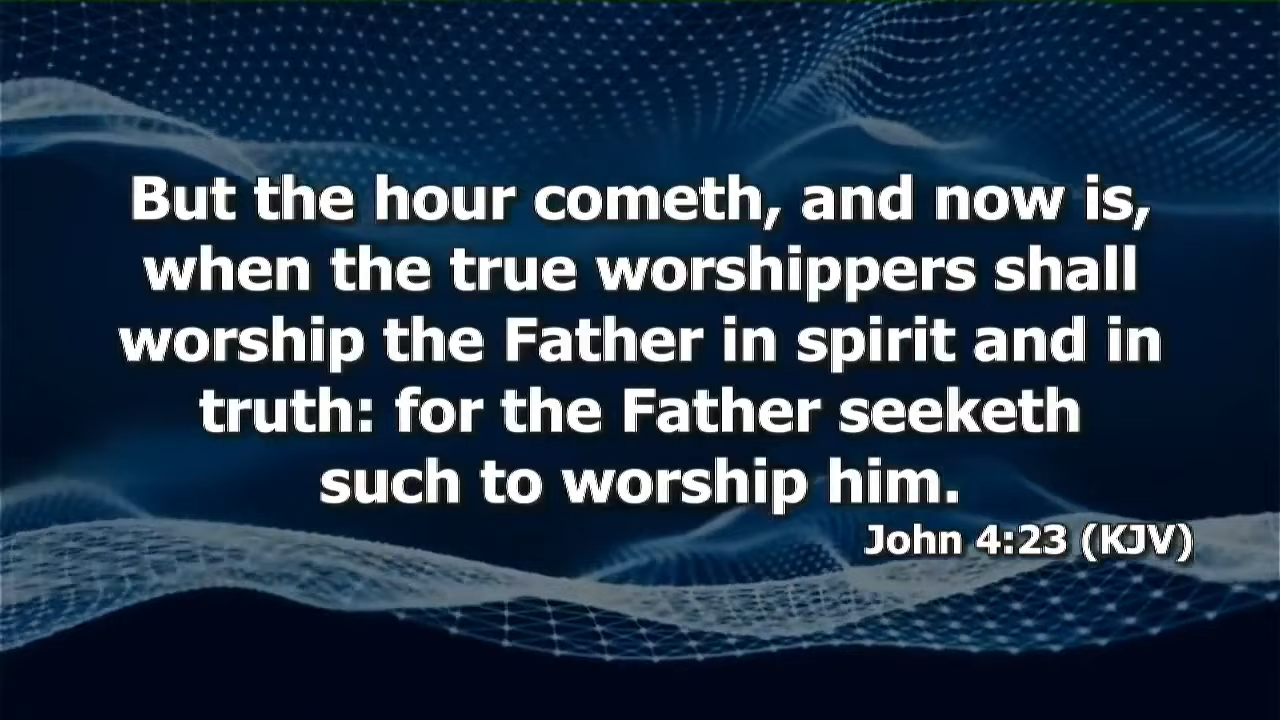 But the hour cometh, and now is,
when the true worshippers shall
worship the Father in spirit and in
truth: for the Father seeketh
such to worship him.
John 4:23 (KJV)